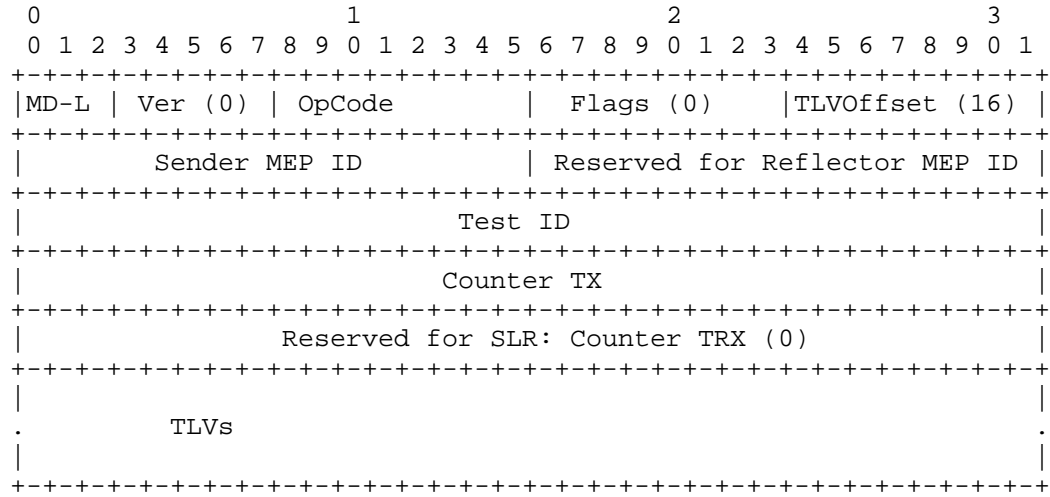 0                   1                   2                   3
 0 1 2 3 4 5 6 7 8 9 0 1 2 3 4 5 6 7 8 9 0 1 2 3 4 5 6 7 8 9 0 1
+-+-+-+-+-+-+-+-+-+-+-+-+-+-+-+-+-+-+-+-+-+-+-+-+-+-+-+-+-+-+-+-+
|MD-L | Ver (0) | OpCode        |  Flags (0)    |TLVOffset (16) |
+-+-+-+-+-+-+-+-+-+-+-+-+-+-+-+-+-+-+-+-+-+-+-+-+-+-+-+-+-+-+-+-+
|        Sender MEP ID          | Reserved for Reflector MEP ID |
+-+-+-+-+-+-+-+-+-+-+-+-+-+-+-+-+-+-+-+-+-+-+-+-+-+-+-+-+-+-+-+-+
|                           Test ID                             |
+-+-+-+-+-+-+-+-+-+-+-+-+-+-+-+-+-+-+-+-+-+-+-+-+-+-+-+-+-+-+-+-+
|                          Counter TX                           |
+-+-+-+-+-+-+-+-+-+-+-+-+-+-+-+-+-+-+-+-+-+-+-+-+-+-+-+-+-+-+-+-+
|                Reserved for SLR: Counter TRX (0)              |
+-+-+-+-+-+-+-+-+-+-+-+-+-+-+-+-+-+-+-+-+-+-+-+-+-+-+-+-+-+-+-+-+
|                                                               |
.         TLVs                                                  .
|                                                               |
+-+-+-+-+-+-+-+-+-+-+-+-+-+-+-+-+-+-+-+-+-+-+-+-+-+-+-+-+-+-+-+-+